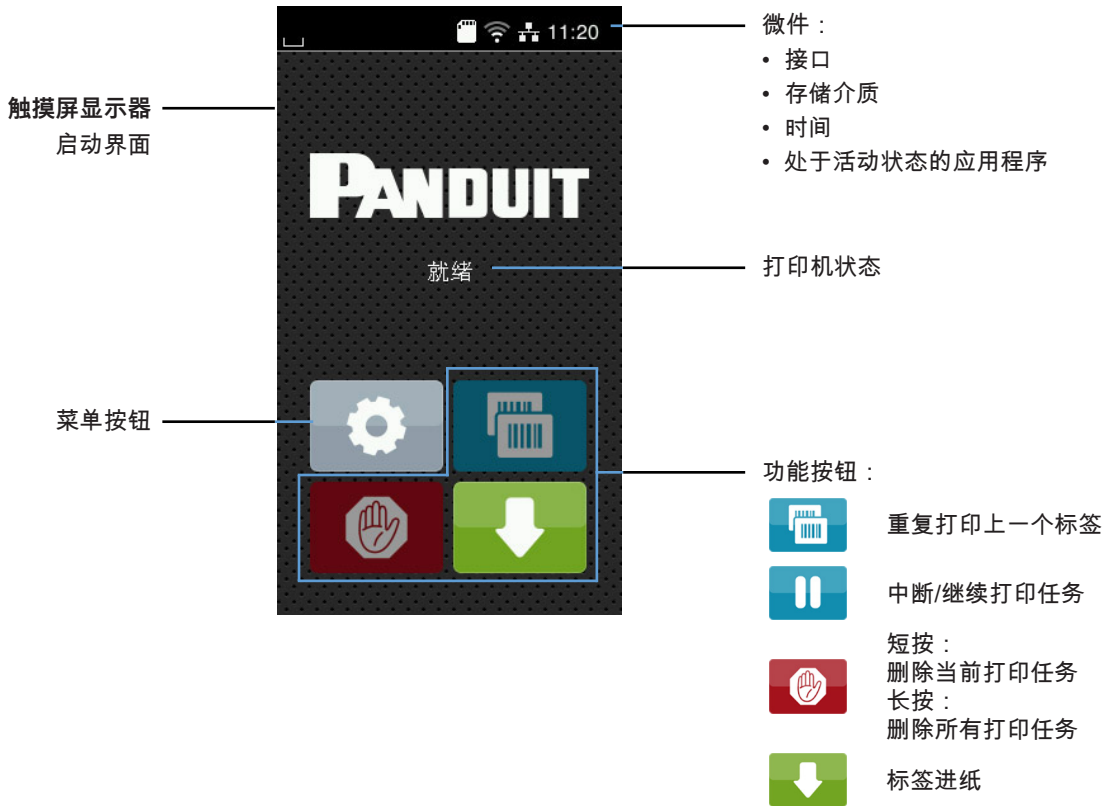 11:20
微件：
• 接口
• 存储介质
• 时间
• 处于活动状态的应用程序
触摸屏显示器
启动界面
PANDUIT
就绪
打印机状态
菜单按钮
功能按钮：
重复打印上一个标签
中断/继续打印任务
短按：
删除当前打印任务
长按：
删除所有打印任务
标签进纸